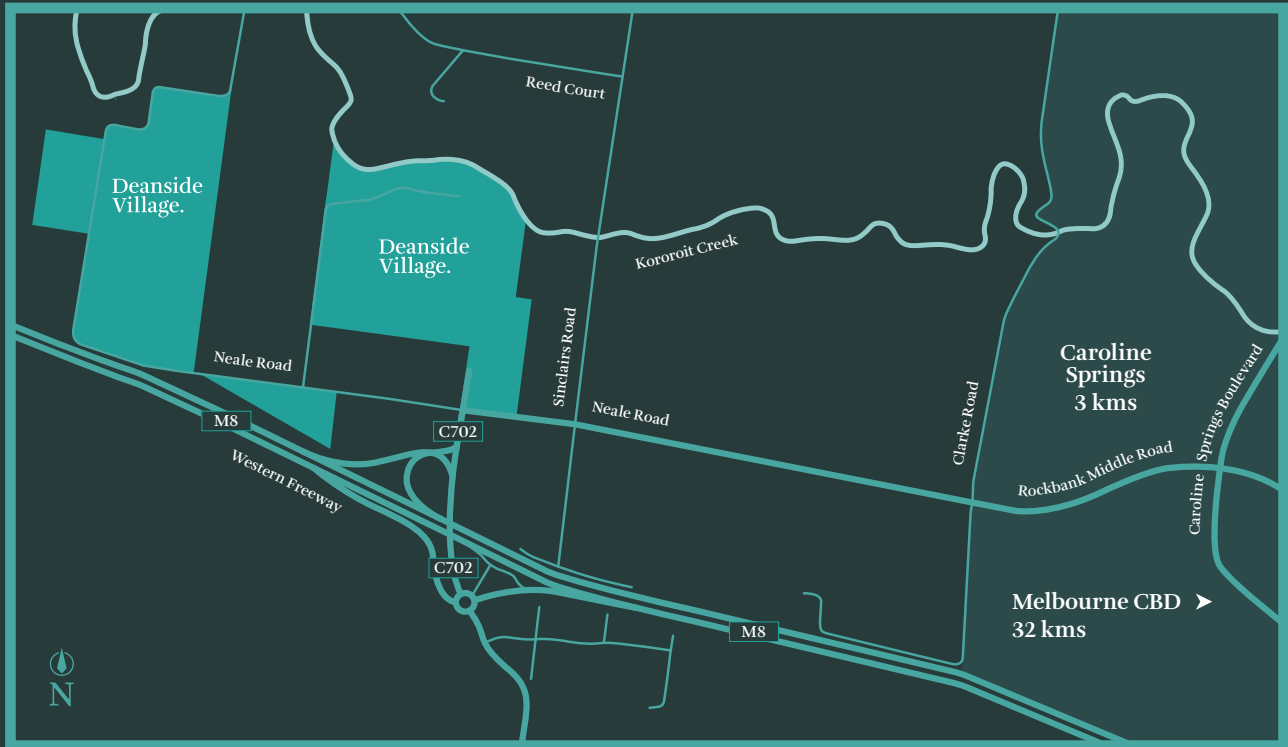 Reed Court
Deanside
Village.
Deanside
Village.
Kororoit Creek
Sinclairs Road
Neale Road
Caroline
Springs
3 kms
Caroline Springs Boulevard
Clarke Road
Neale Road
M8
C702
Rockbank Middle Road
Western Freeway
C702
Melbourne CBD
32 kms
M8
N